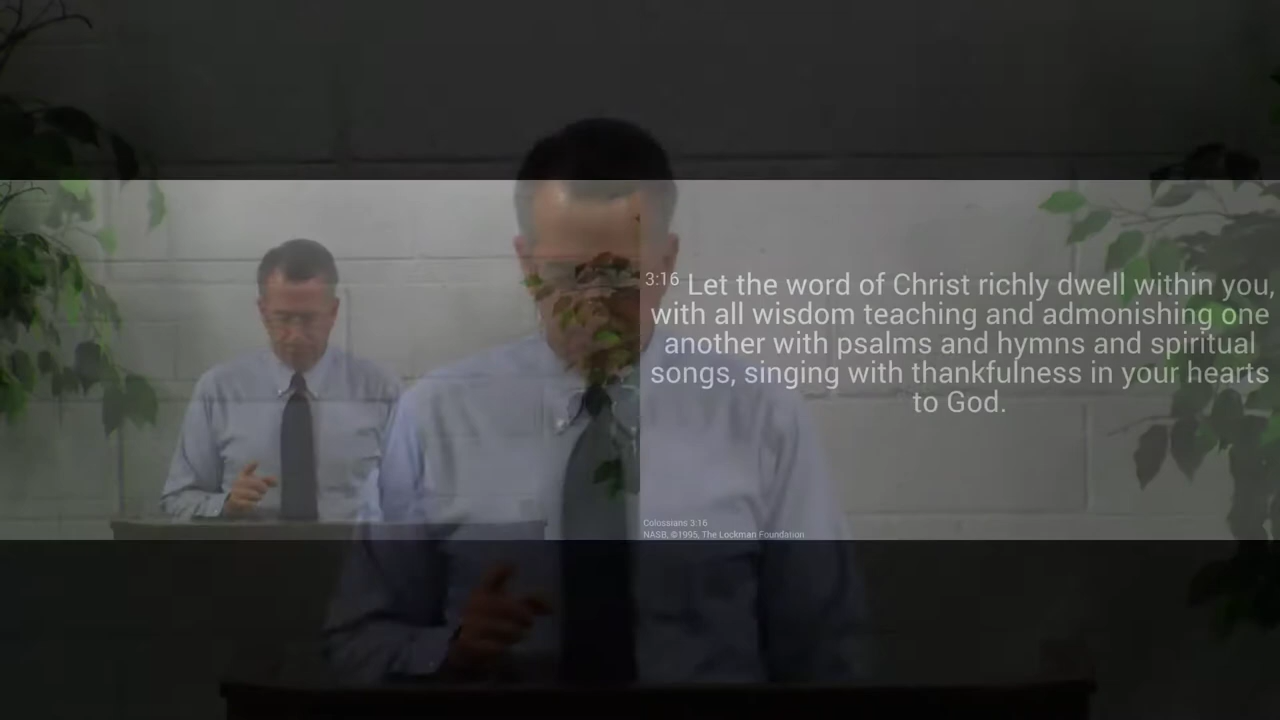 3:16 Let the word of Christ richly dwell within you,
with all wisdom teaching and admonishing one
another with psalms and hymns and spiritual
songs, singing with thankfulness in your hearts
to God.
Colossians 3:16
NASB, ©1995, The Lockman Foundation